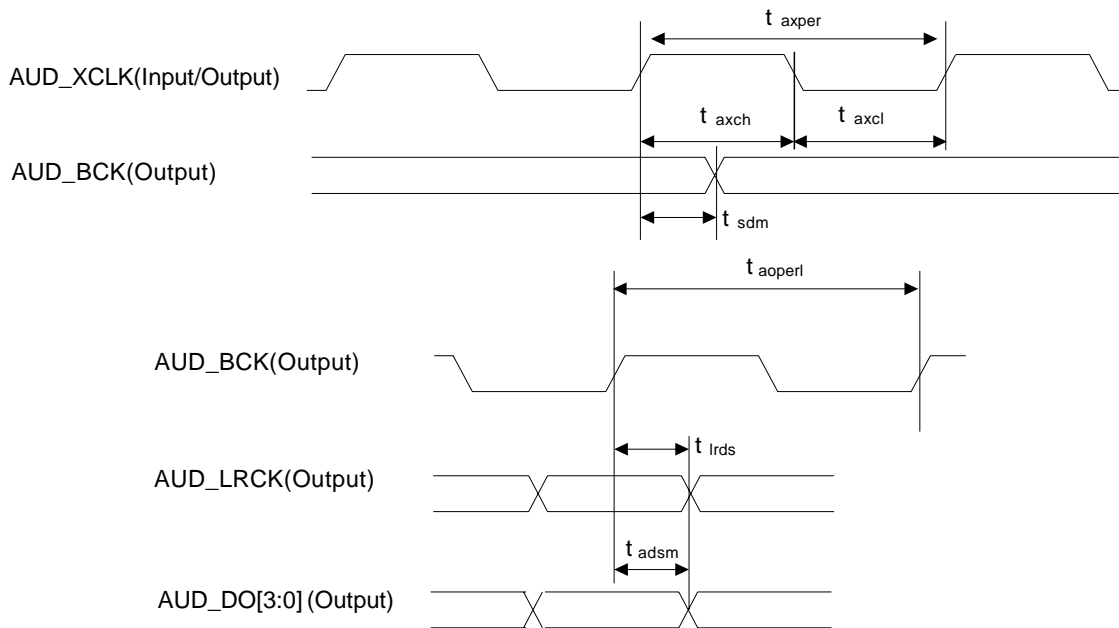 t axper
AUD_XCLK(Input/Output)
t axch
t axcl
AUD_BCK(Output)
t sdm
t aoperl
AUD_BCK(Output)
t lrds
AUD_LRCK(Output)
t adsm
AUD_DO[3:0] (Output)